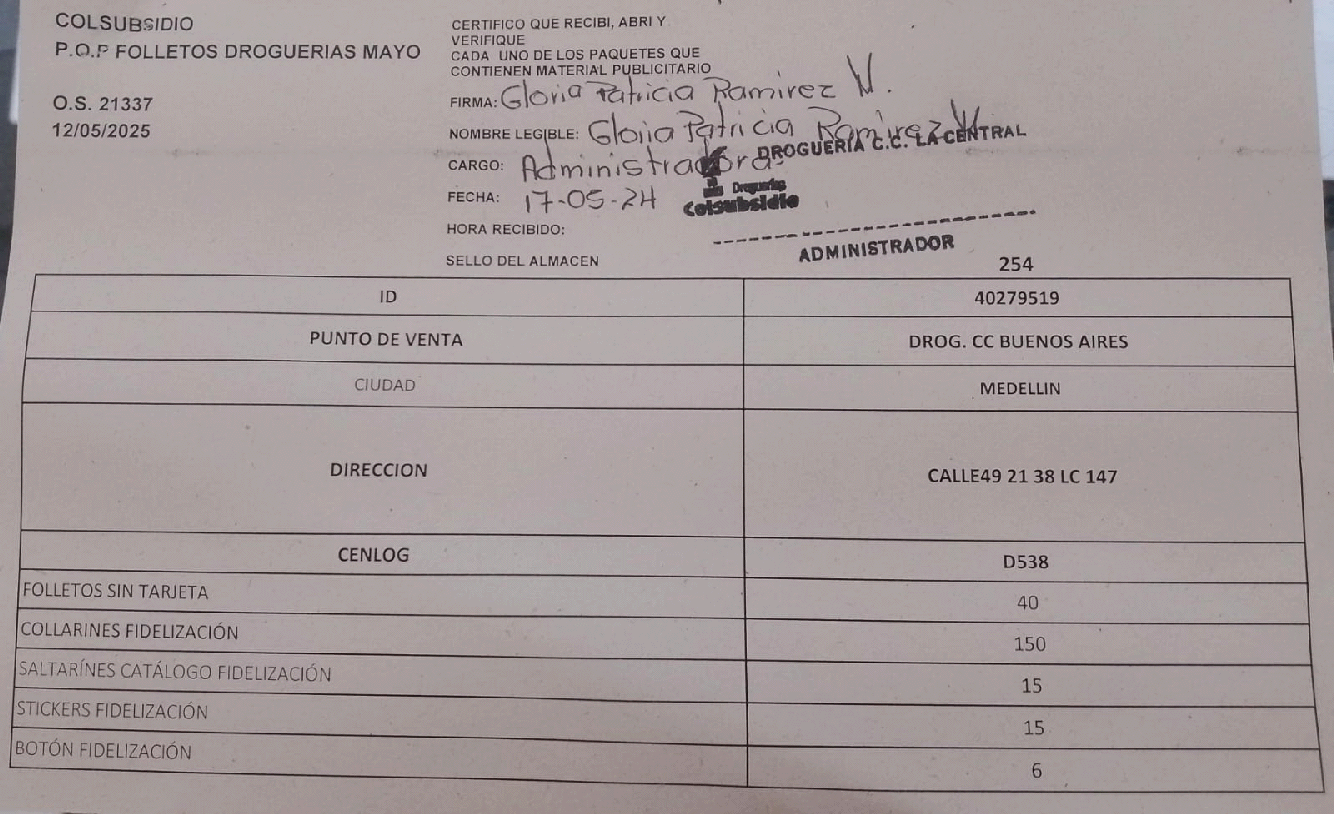 COLSUBSIDIO
P.O.P FOLLETOS DROGUERIAS MAYO
O.S. 21337
12/05/2025
CERTIFICO QUE RECIBI, ABRI Y
VERIFIQUE
CADA UNO DE LOS PAQUETES QUE
CONTIENEN MATERIAL PUBLICITARIO
FIRMA: Gloria Patricia Ramirez V.
NOMBRE LEGIBLE: Gloria Patricia Ramirez V.
DROGUERÍA C.C. LA CENTRAL
CARGO: Administradora
Droguerías
Colsubsidio
FECHA: 17-05-24
HORA RECIBIDO:
ADMINISTRADOR
SELLO DEL ALMACEN
254
ID 40279519
PUNTO DE VENTA DROG. CC BUENOS AIRES
CIUDAD MEDELLIN
DIRECCION CALLE49 21 38 LC 147
CENLOG D538
FOLLETOS SIN TARJETA 40
COLLARINES FIDELIZACIÓN 150
SALTARÍNES CATÁLOGO FIDELIZACIÓN 15
STICKERS FIDELIZACIÓN 15
BOTÓN FIDELIZACIÓN 6